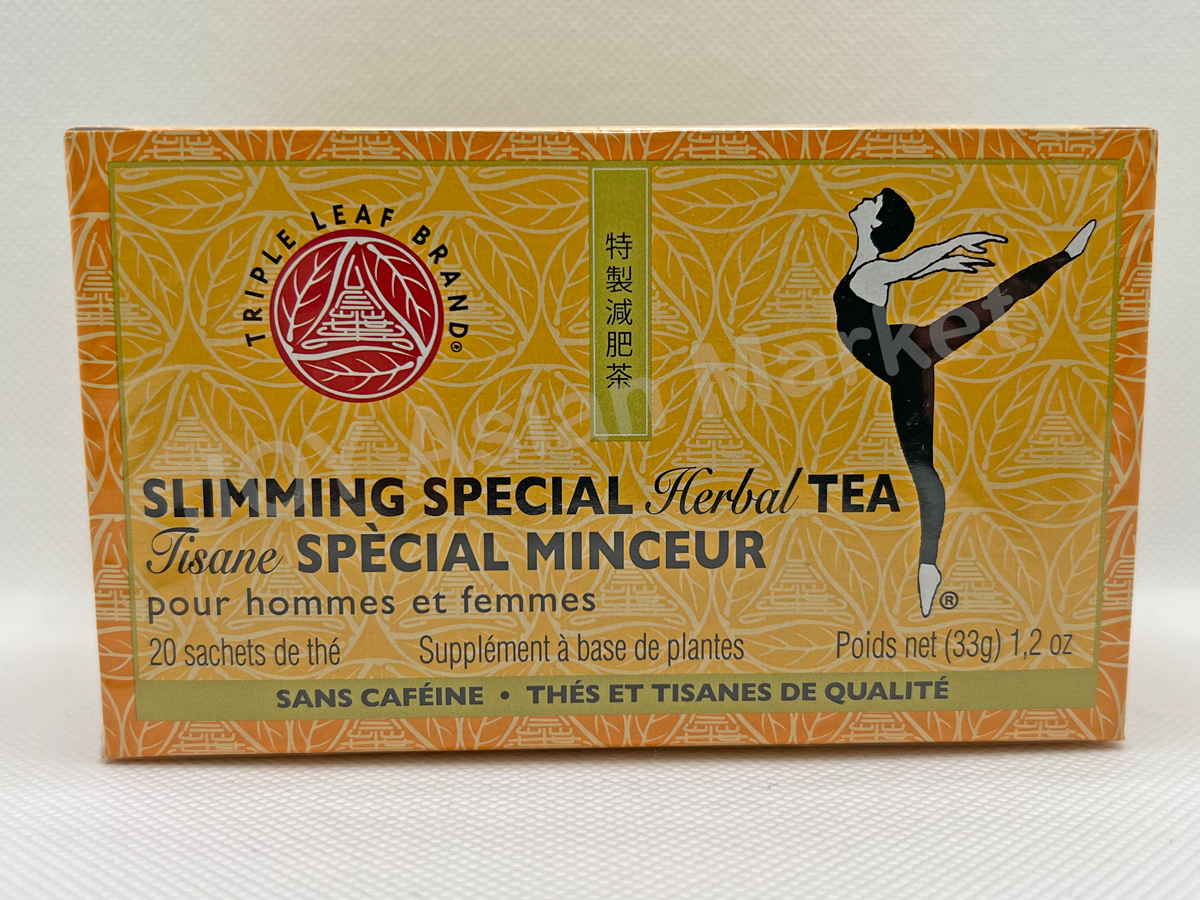 TRIPLE LEAF BRAND®
特製減肥茶
SLIMMING SPECIAL Herbal TEA
Tisane SPÈCIAL MINCEUR
pour hommes et femmes
®
20 sachets de thé Supplément à base de plantes Poids net (33g) 1,2 oz
SANS CAFÉINE • THÉS ET TISANES DE QUALITÉ
Asian Market